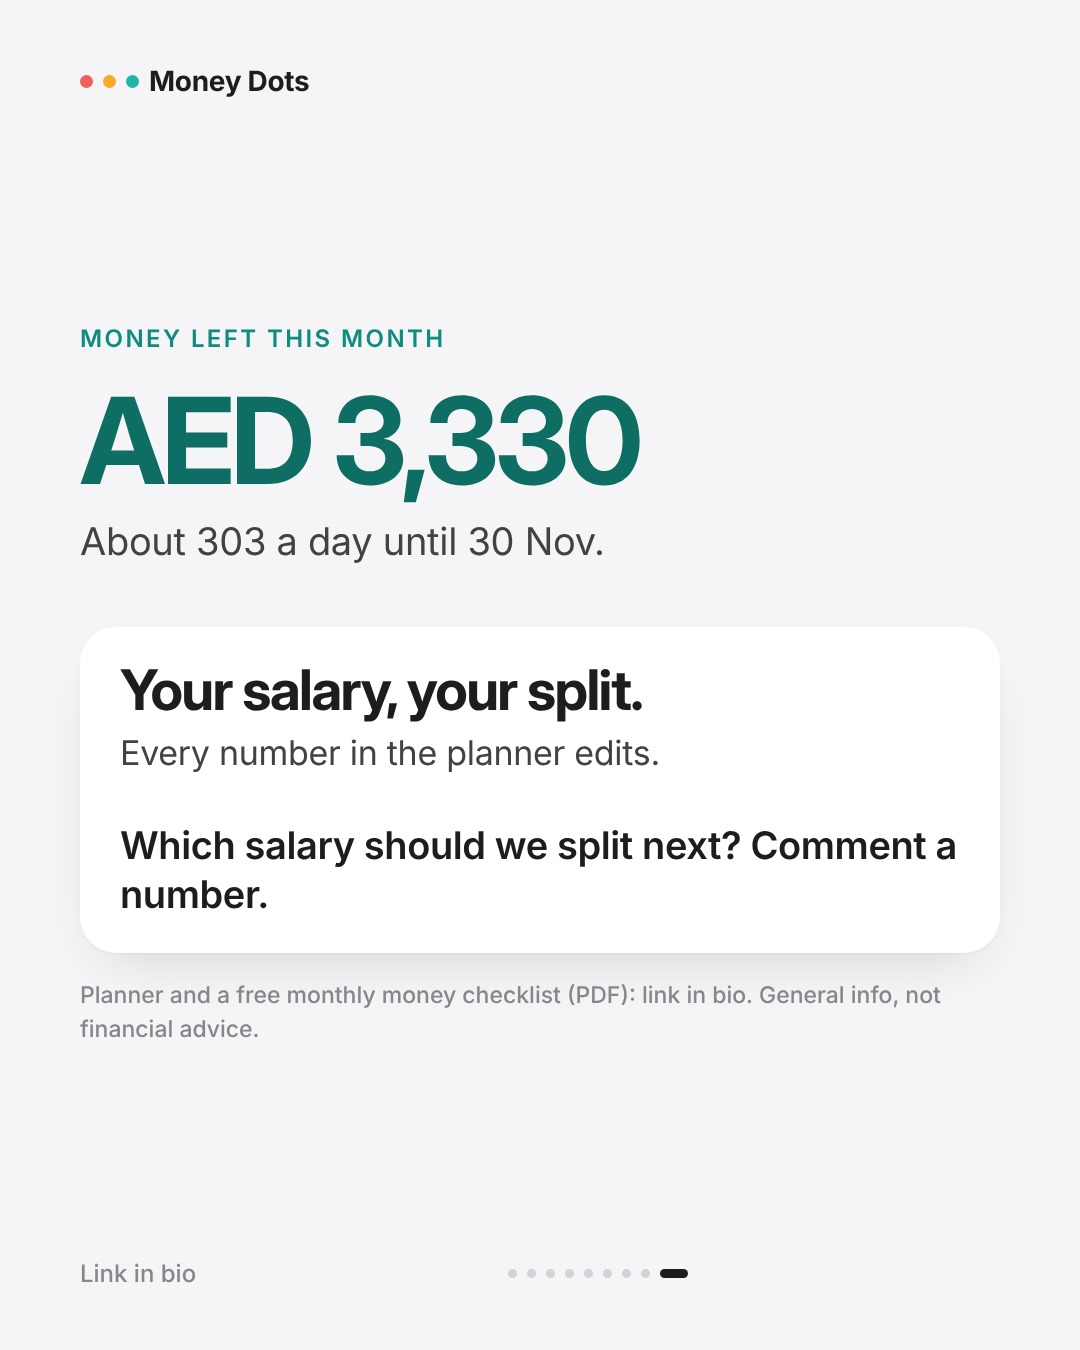 Money Dots
MONEY LEFT THIS MONTH
AED 3,330
About 303 a day until 30 Nov.
Your salary, your split.
Every number in the planner edits.
Which salary should we split next? Comment a
number.
Planner and a free monthly money checklist (PDF): link in bio. General info, not
financial advice.
Link in bio